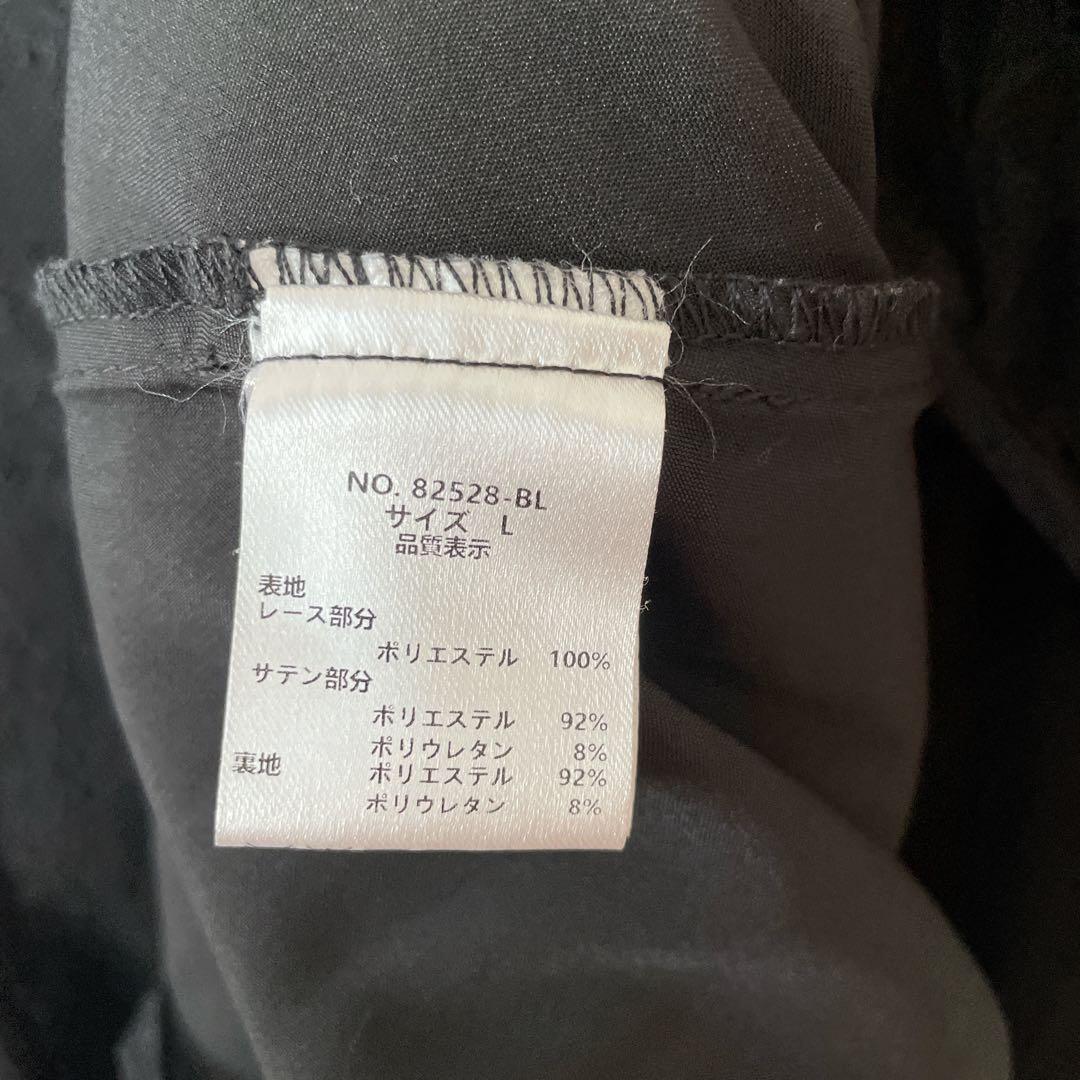 NO. 82528-BL
サイズ L
品質表示
表地
レース部分
ポリエステル 100%
サテン部分
ポリエステル 92%
ポリウレタン 8%
裏地 ポリエステル 92%
ポリウレタン 8%